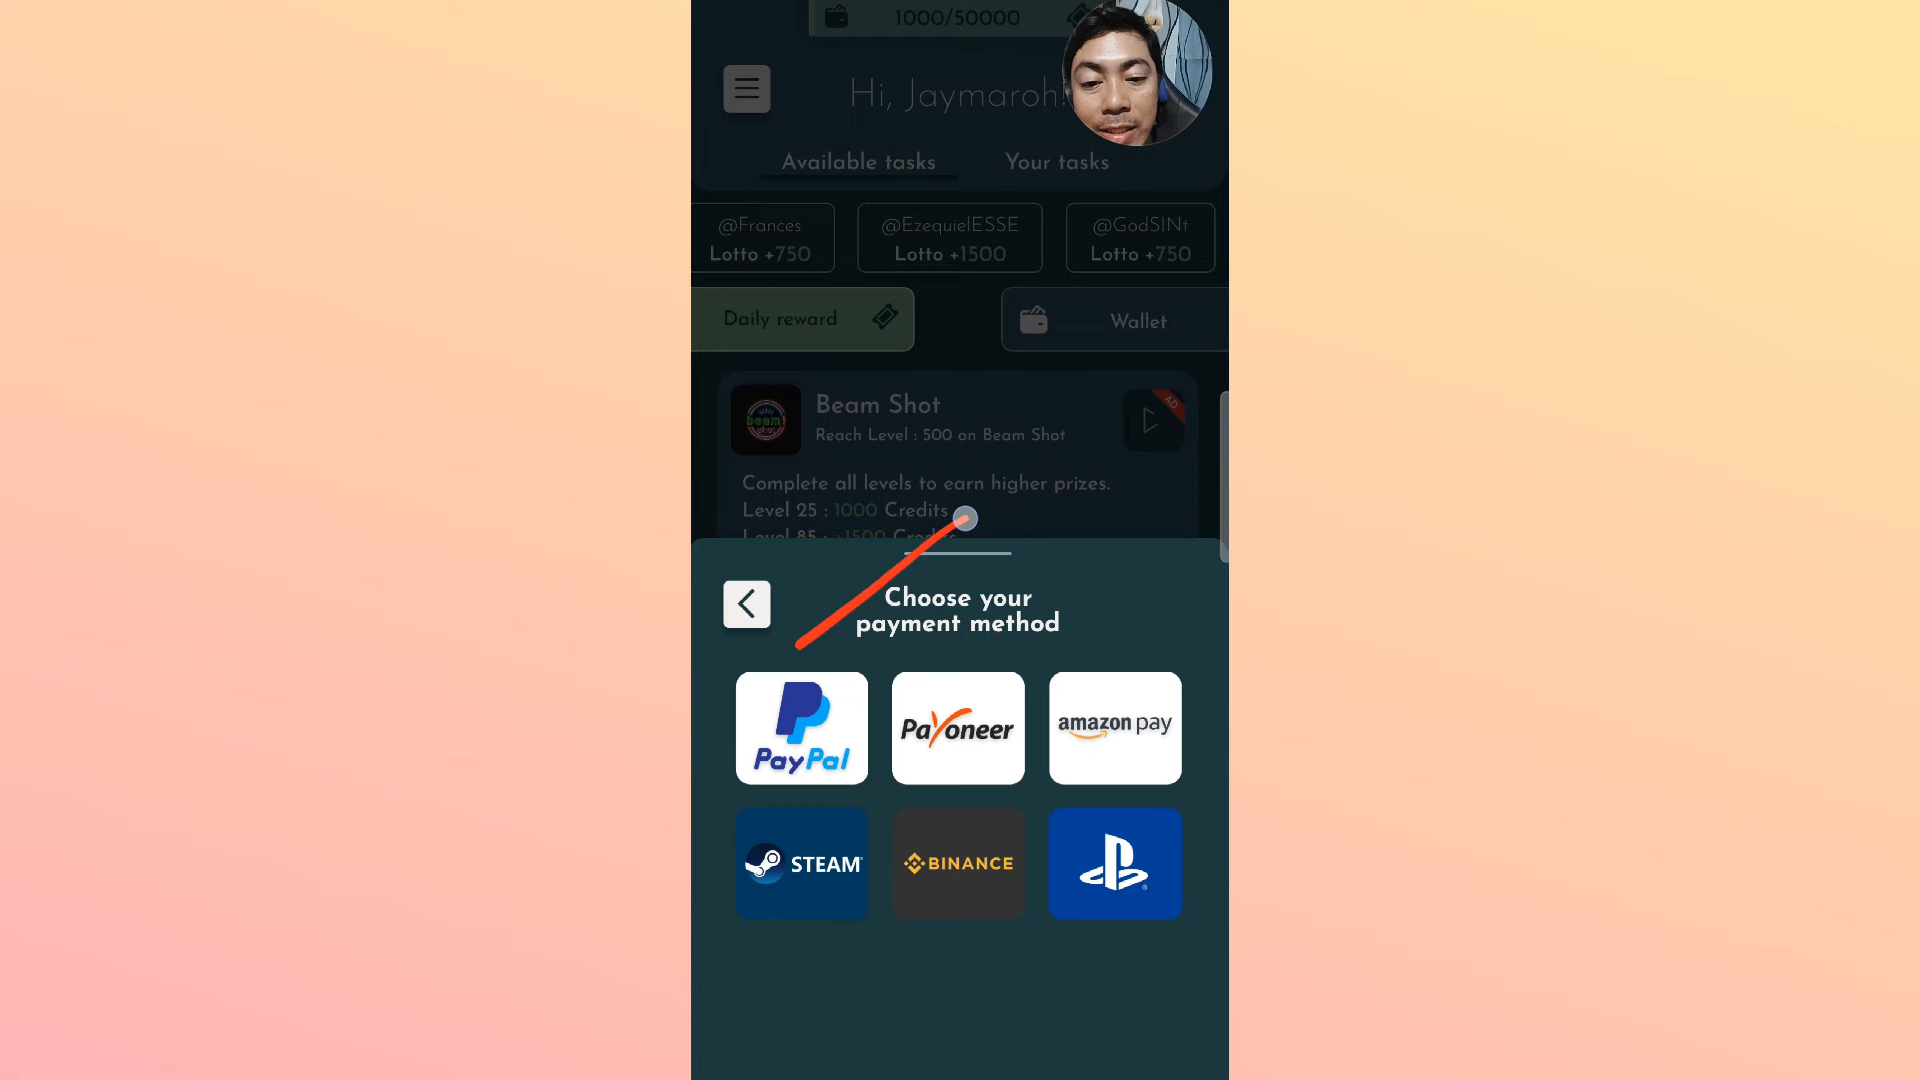 1000/50000
Hi, Jaymaroh!
Available tasks
Your tasks
@Frances
Lotto +750
@EzequielESSE
Lotto +1500
@GodSINt
Lotto +750
Daily reward
Wallet
Beam Shot
Reach Level : 500 on Beam Shot
AD
Complete all levels to earn higher prizes.
Level 25 : 1000 Credits
Level 85 : +1500 Credits
Choose your
payment method
PayPal
Payoneer
amazon pay
STEAM
BINANCE